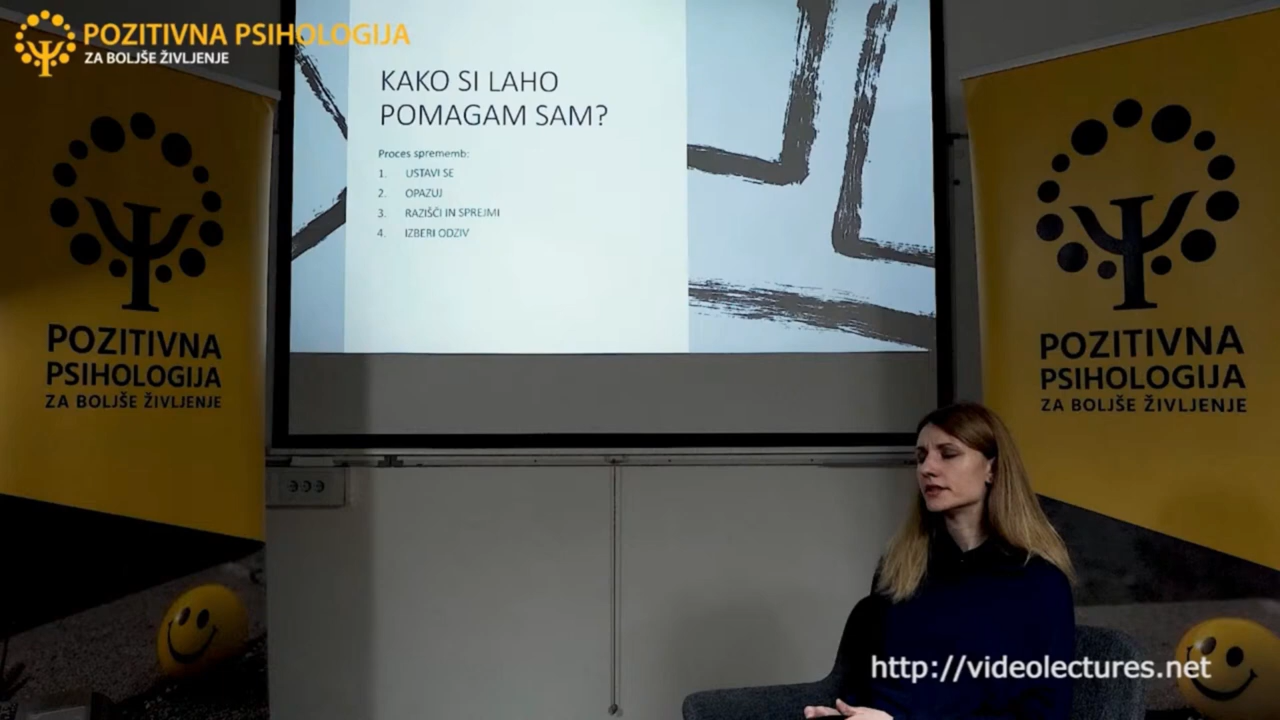 POZITIVNA PSIHOLOGIJA
ZA BOLJŠE ŽIVLJENJE
KAKO SI LAHO
POMAGAM SAM?
Proces sprememb:
1. USTAVI SE
2. OPAZUJ
3. RAZIŠČI IN SPREJMI
4. IZBERI ODZIV
POZITIVNA
PSIHOLOGIJA
ZA BOLJŠE ŽIVLJENJE
POZITIVNA
PSIHOLOGIJA
ZA BOLJŠE ŽIVLJENJE
http://videolectures.net